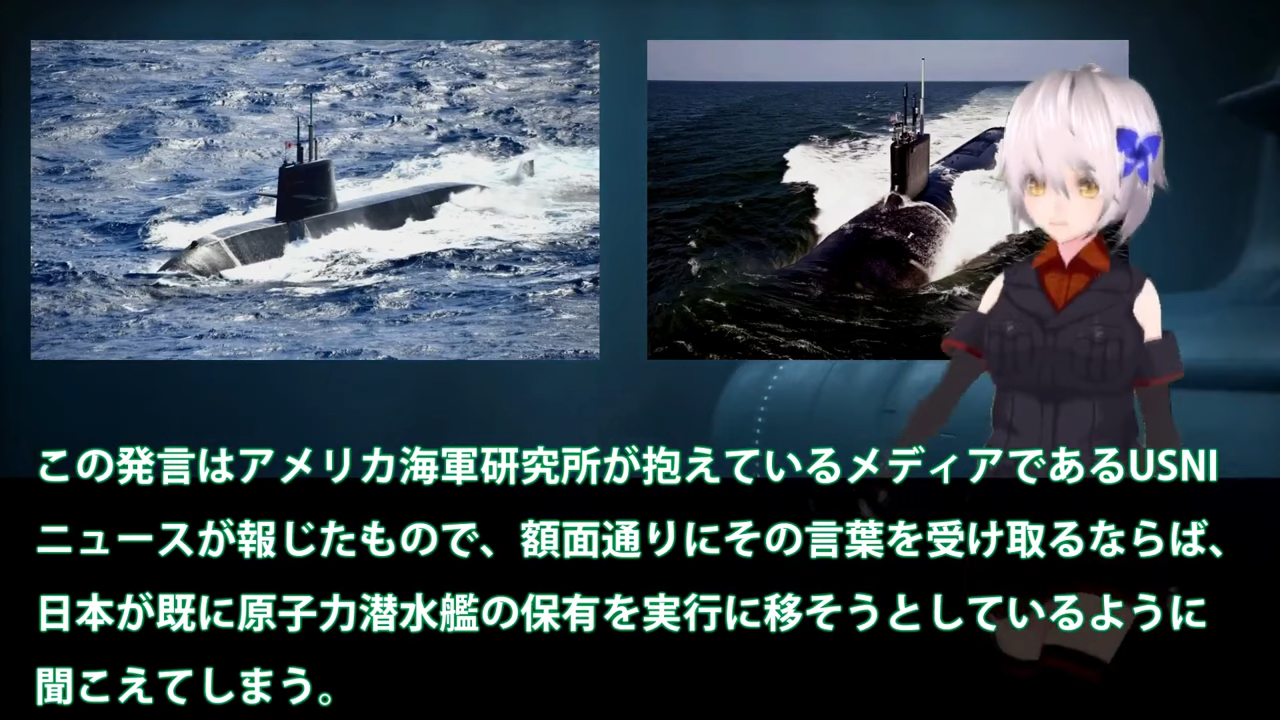 この発言はアメリカ海軍研究所が抱えているメディアであるUSNI
ニュースが報じたもので、額面通りにその言葉を受け取るならば、
日本が既に原子力潜水艦の保有を実行に移そうとしているように
聞こえてしまう。